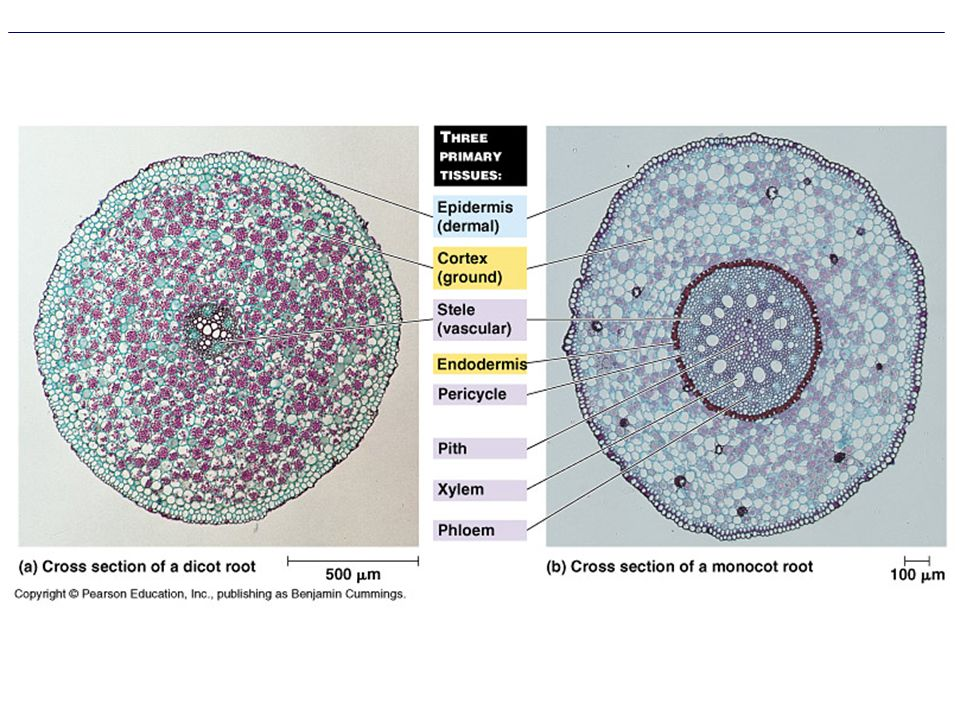 THREE
PRIMARY
TISSUES:
Epidermis
(dermal)
Cortex
(ground)
Stele
(vascular)
Endodermis
Pericycle
Pith
Xylem
Phloem
(a) Cross section of a dicot root
500 μm
(b) Cross section of a monocot root
100 μm
Copyright © Pearson Education, Inc., publishing as Benjamin Cummings.